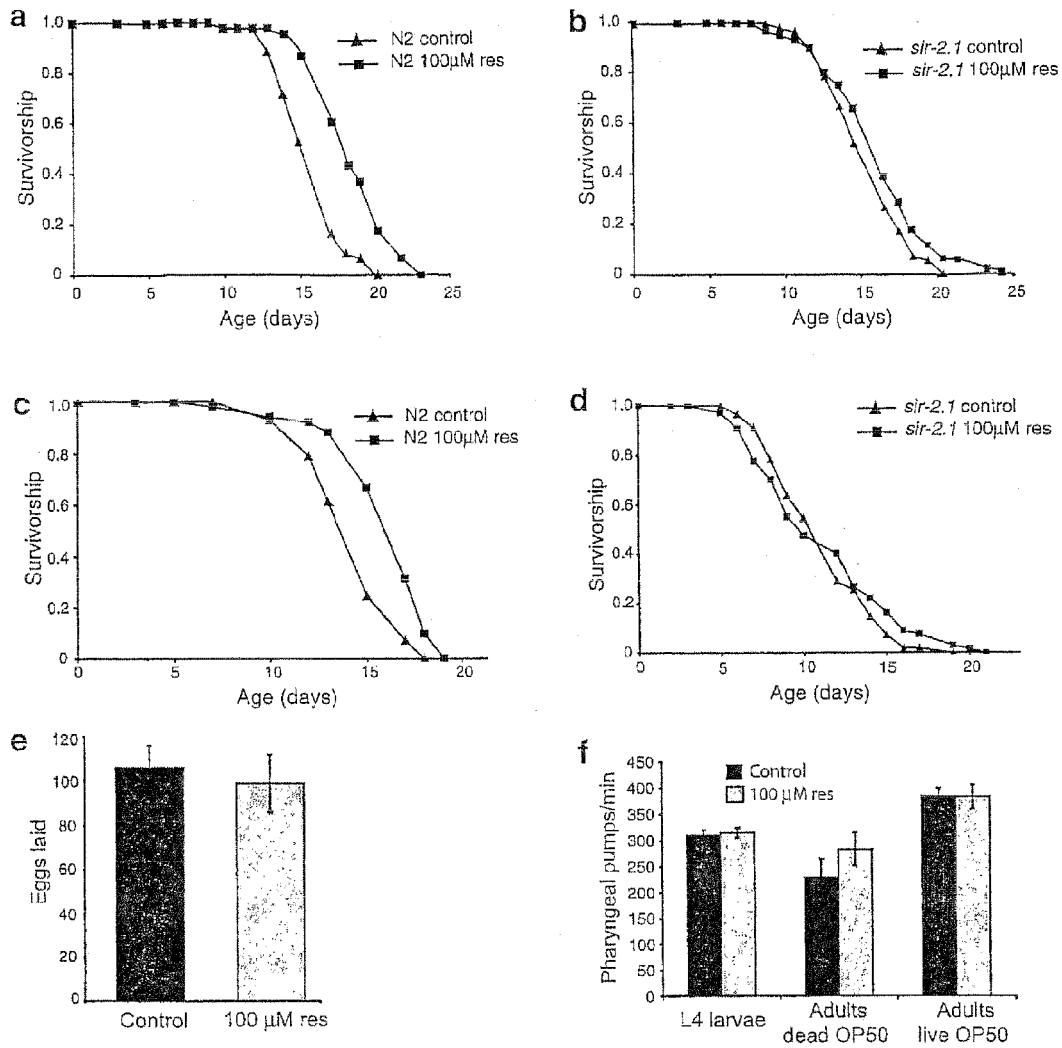 a
1.0
0.8
0.6
0.4
0.2
0
Survivorship
N2 control
N2 100µM res
0 5 10 15 20 25
Age (days)
b
1.0
0.8
0.6
0.4
0.2
0
Survivorship
sir-2.1 control
sir-2.1 100µM res
0 5 10 15 20 25
Age (days)
c
1.0
0.8
0.6
0.4
0.2
0
Survivorship
N2 control
N2 100µM res
0 5 10 15 20
Age (days)
d
1.0
0.8
0.6
0.4
0.2
0
Survivorship
sir-2.1 control
sir-2.1 100µM res
0 5 10 15 20
Age (days)
e
120
100
80
60
40
20
0
Eggs laid
Control 100 µM res
f
450
400
350
300
250
200
150
100
50
0
Pharyngeal pumps/min
Control
100 µM res
L4 larvae
Adults
dead OP50
Adults
live OP50